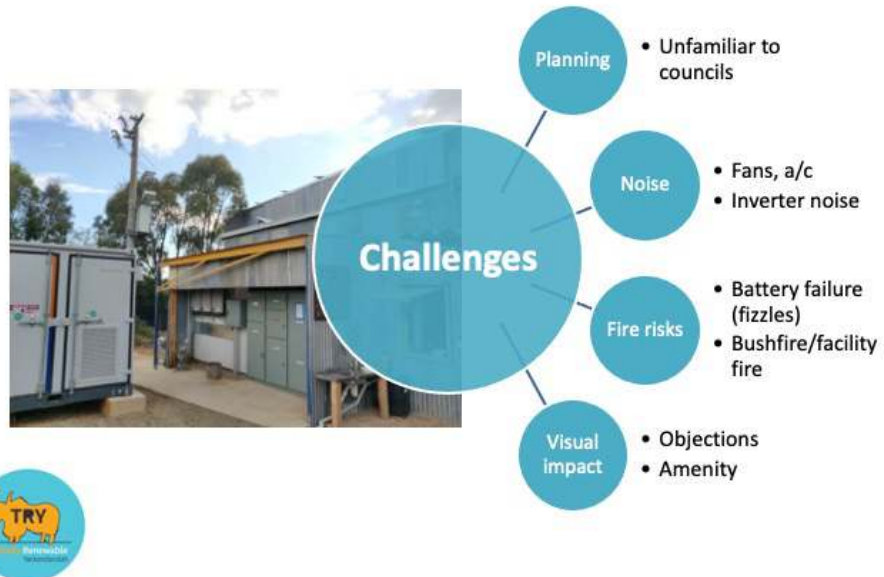 Challenges
Planning
• Unfamiliar to
councils
Noise
• Fans, a/c
• Inverter noise
Fire risks
• Battery failure
(fizzles)
• Bushfire/facility
fire
Visual
impact
• Objections
• Amenity
TRY
Renewable